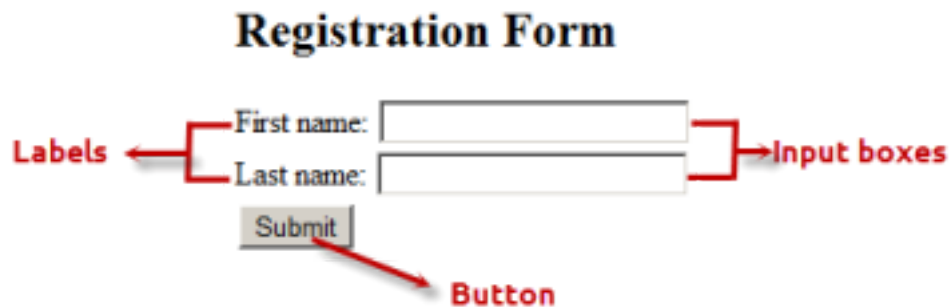 Registration Form
First name:
Labels
Input boxes
Last name:
Submit
Button